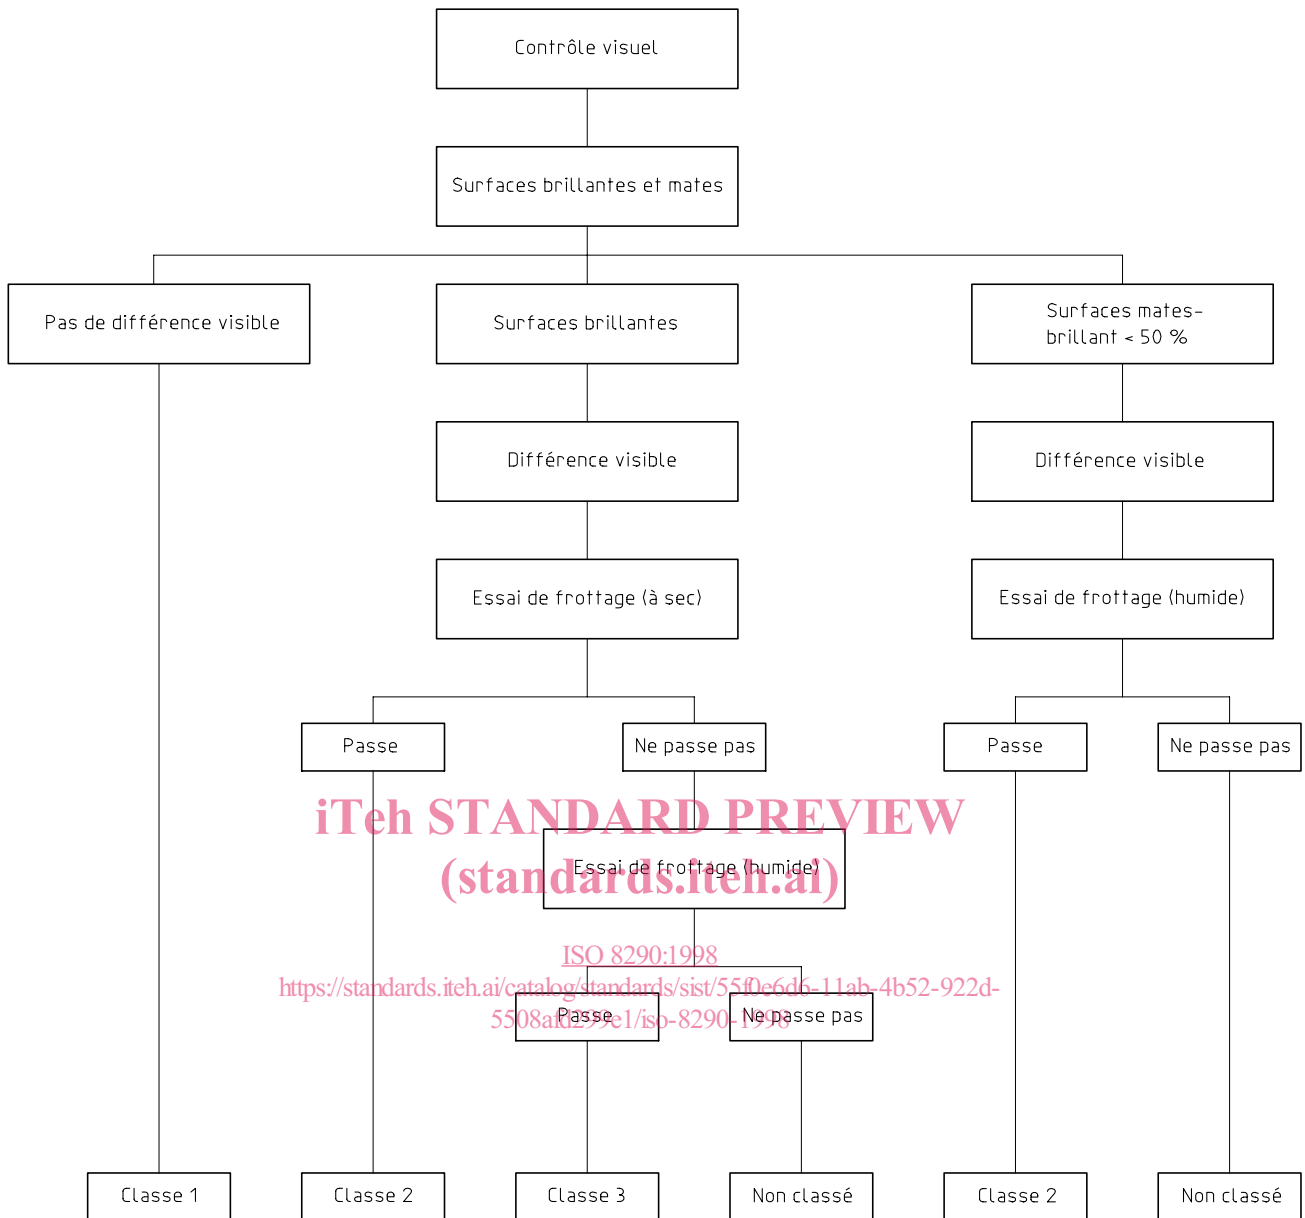 Contrôle visuel
Surfaces brillantes et mates
Pas de différence visible
Surfaces brillantes
Surfaces mates-
brillant < 50 %
Différence visible
Différence visible
Essai de frottage (à sec)
Essai de frottage (humide)
Passe
Ne passe pas
Passe
Ne passe pas
iTeh STANDARD PREVIEW
Essai de frottage (humide)
(standards.iteh.ai)
ISO 8290:1998
https://standards.iteh.ai/catalog/standards/sist/55f0e6d6-11ab-4b52-922d-
5508afd299e1/iso-8290-1998
Passe
Ne passe pas
Classe 1
Classe 2
Classe 3
Non classé
Classe 2
Non classé